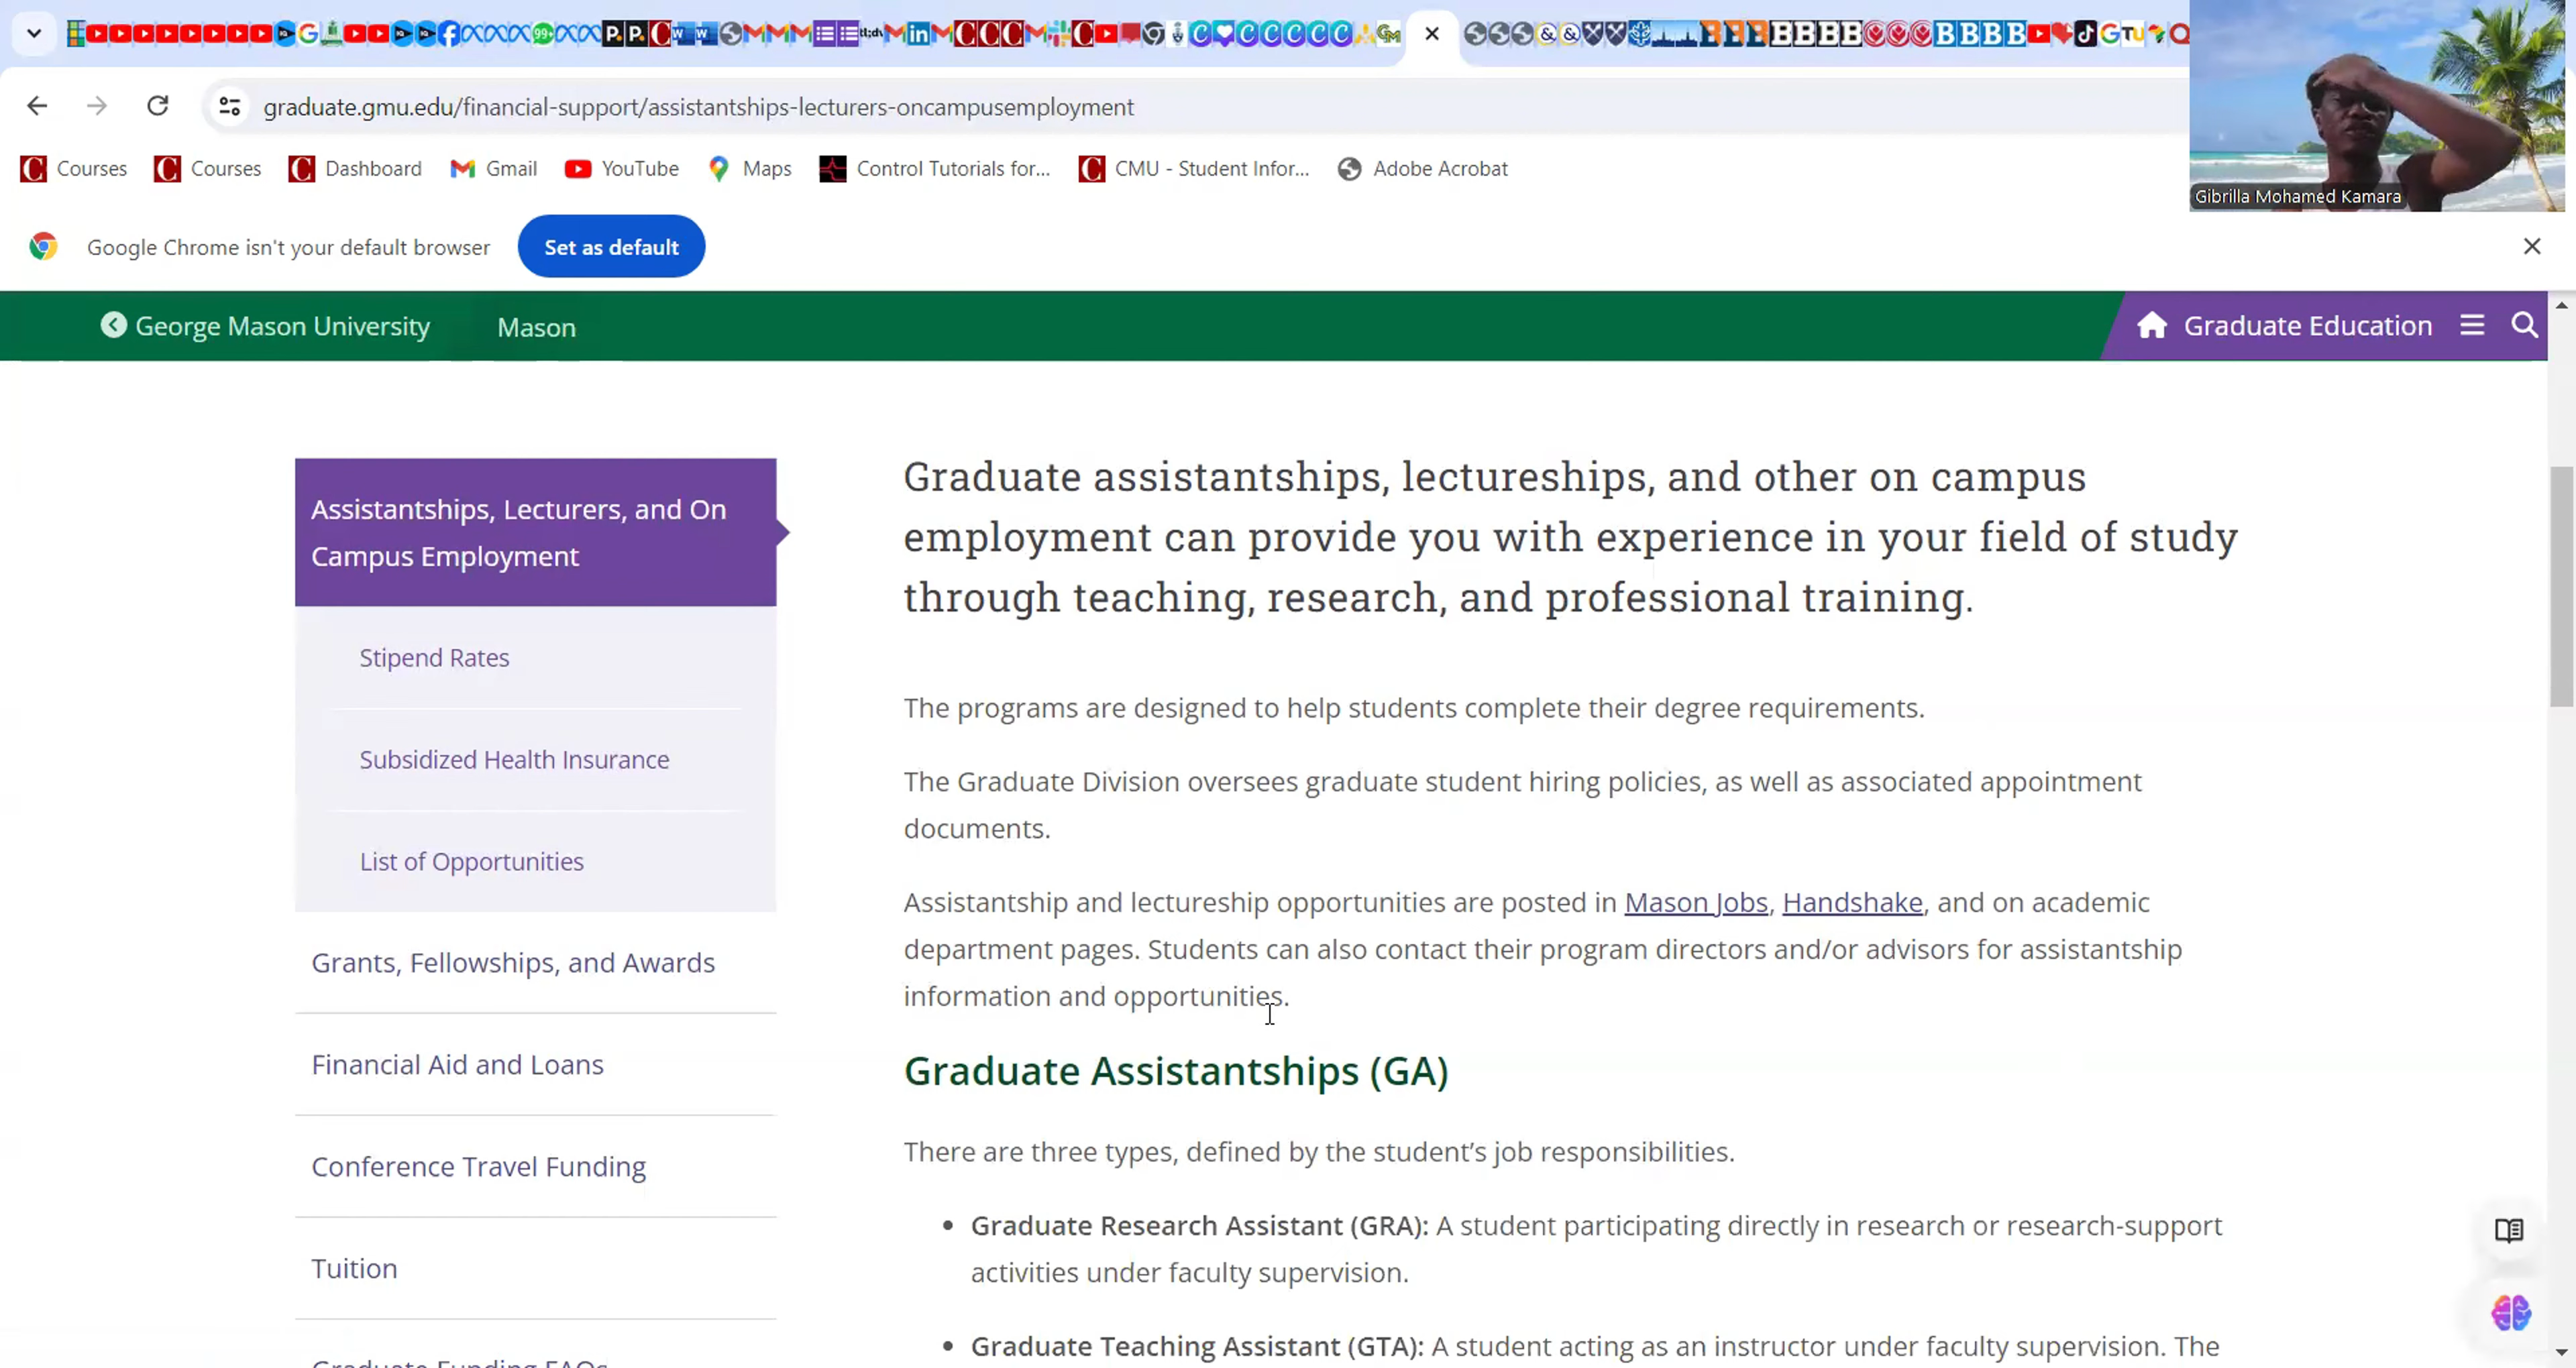 graduate.gmu.edu/financial-support/assistantships-lecturers-oncampusemployment
Courses
Courses
Dashboard
Gmail
YouTube
Maps
Control Tutorials for...
CMU - Student Infor...
Adobe Acrobat
Gibrilla Mohamed Kamara
Google Chrome isn't your default browser
Set as default
George Mason University
Mason
Graduate Education
Assistantships, Lecturers, and On
Campus Employment
Stipend Rates
Subsidized Health Insurance
List of Opportunities
Grants, Fellowships, and Awards
Financial Aid and Loans
Conference Travel Funding
Tuition
Graduate Funding FAQs
Graduate assistantships, lectureships, and other on campus
employment can provide you with experience in your field of study
through teaching, research, and professional training.
The programs are designed to help students complete their degree requirements.
The Graduate Division oversees graduate student hiring policies, as well as associated appointment
documents.
Assistantship and lectureship opportunities are posted in Mason Jobs, Handshake, and on academic
department pages. Students can also contact their program directors and/or advisors for assistantship
information and opportunities.
Graduate Assistantships (GA)
There are three types, defined by the student’s job responsibilities.
Graduate Research Assistant (GRA): A student participating directly in research or research-support
activities under faculty supervision.
Graduate Teaching Assistant (GTA): A student acting as an instructor under faculty supervision. The